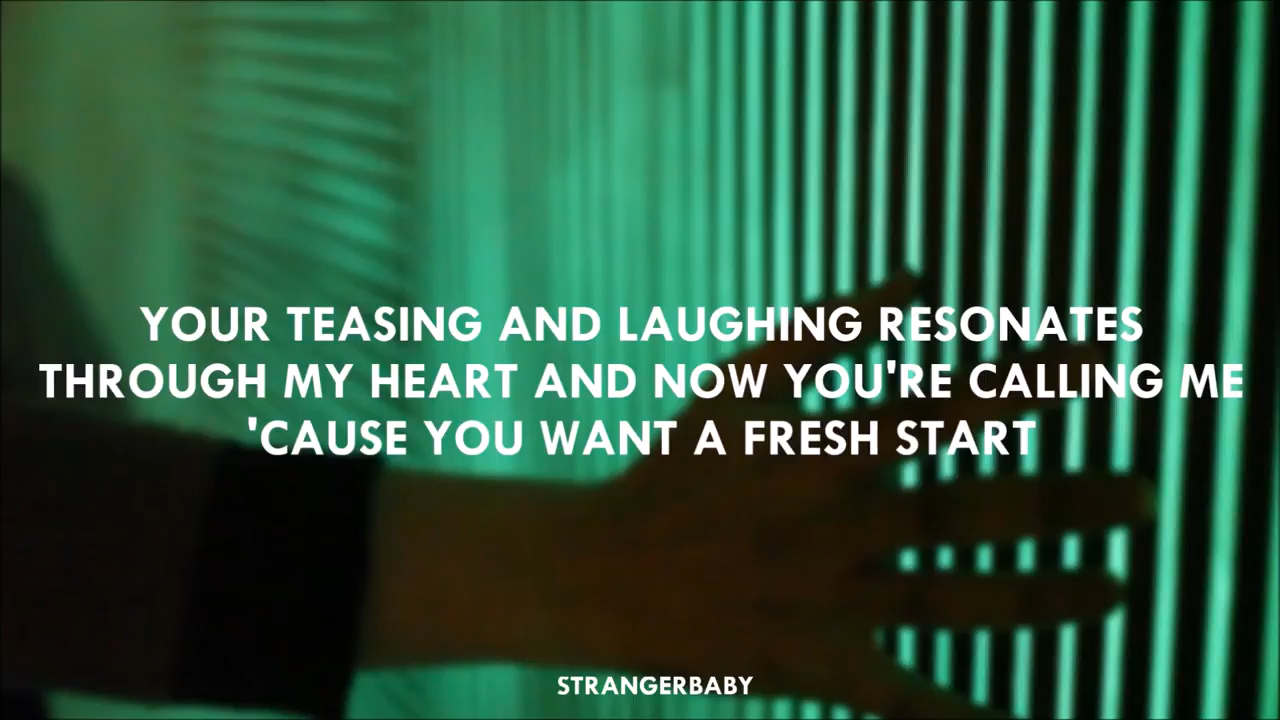 YOUR TEASING AND LAUGHING RESONATES
THROUGH MY HEART AND NOW YOU'RE CALLING ME
'CAUSE YOU WANT A FRESH START
STRANGERBABY